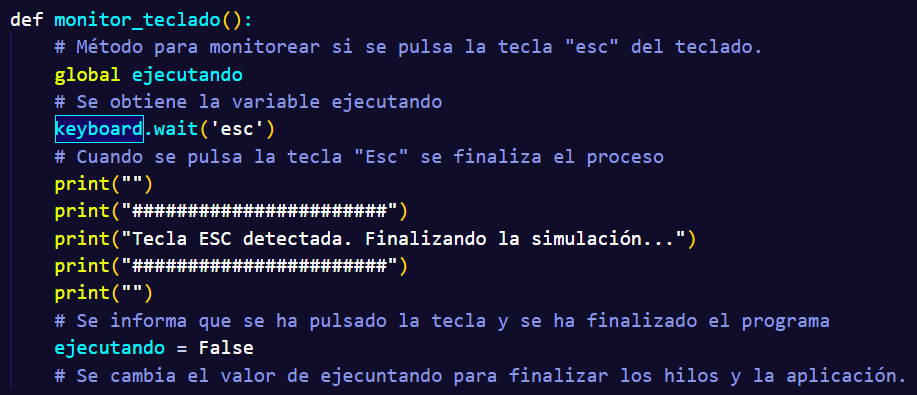 def monitor_teclado():
    # Método para monitorear si se pulsa la tecla "esc" del teclado.
    global ejecutando
    # Se obtiene la variable ejecutando
    keyboard.wait('esc')
    # Cuando se pulsa la tecla "Esc" se finaliza el proceso
    print("")
    print("#######################")
    print("Tecla ESC detectada. Finalizando la simulación...")
    print("#######################")
    print("")
    # Se informa que se ha pulsado la tecla y se ha finalizado el programa
    ejecutando = False
    # Se cambia el valor de ejecuntando para finalizar los hilos y la aplicación.